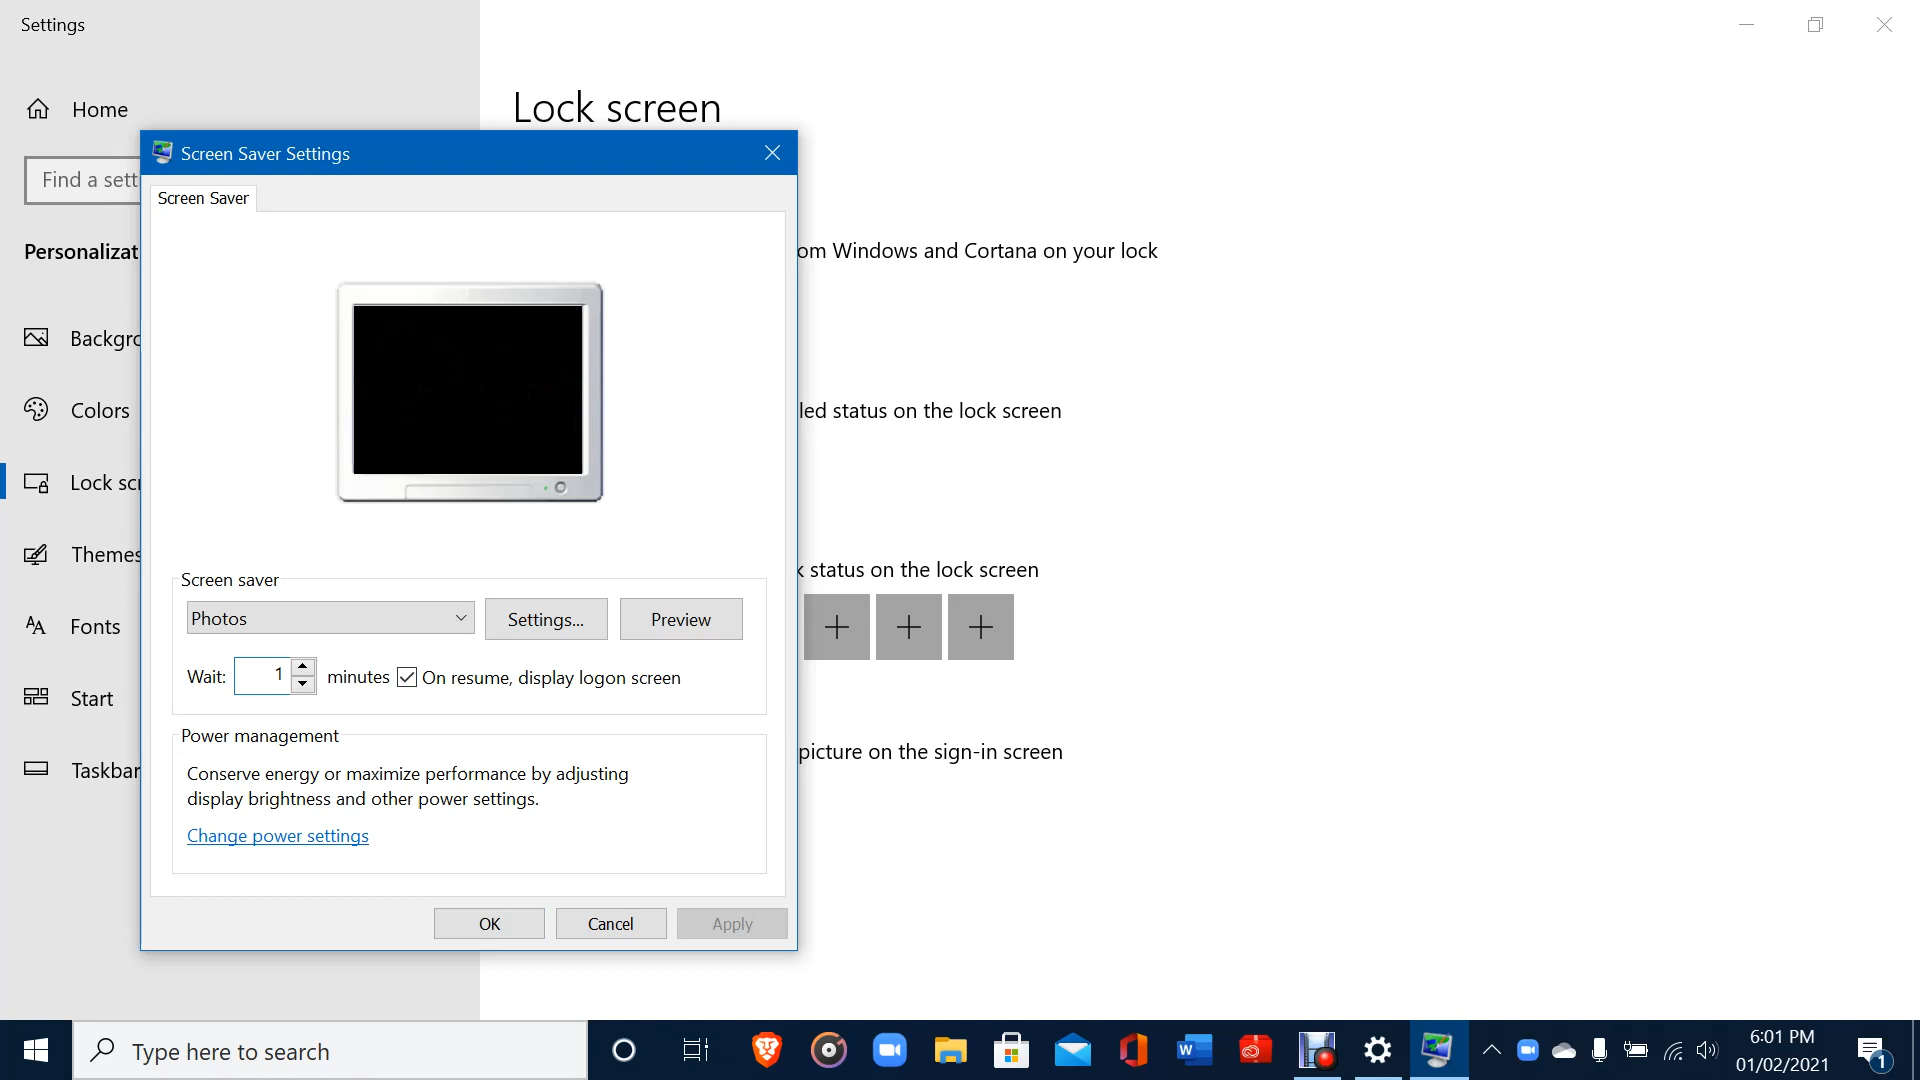 Settings
Home
Find a sett
Personalizat
Backgro
Colors
Lock scr
Themes
Fonts
Start
Taskbar
Lock screen
om Windows and Cortana on your lock
led status on the lock screen
k status on the lock screen
picture on the sign-in screen
Screen Saver Settings
Screen Saver
Screen saver
Photos
Settings...
Preview
Wait: 1 minutes On resume, display logon screen
Power management
Conserve energy or maximize performance by adjusting
display brightness and other power settings.
Change power settings
OK Cancel Apply
Type here to search
W
6:01 PM
01/02/2021
1